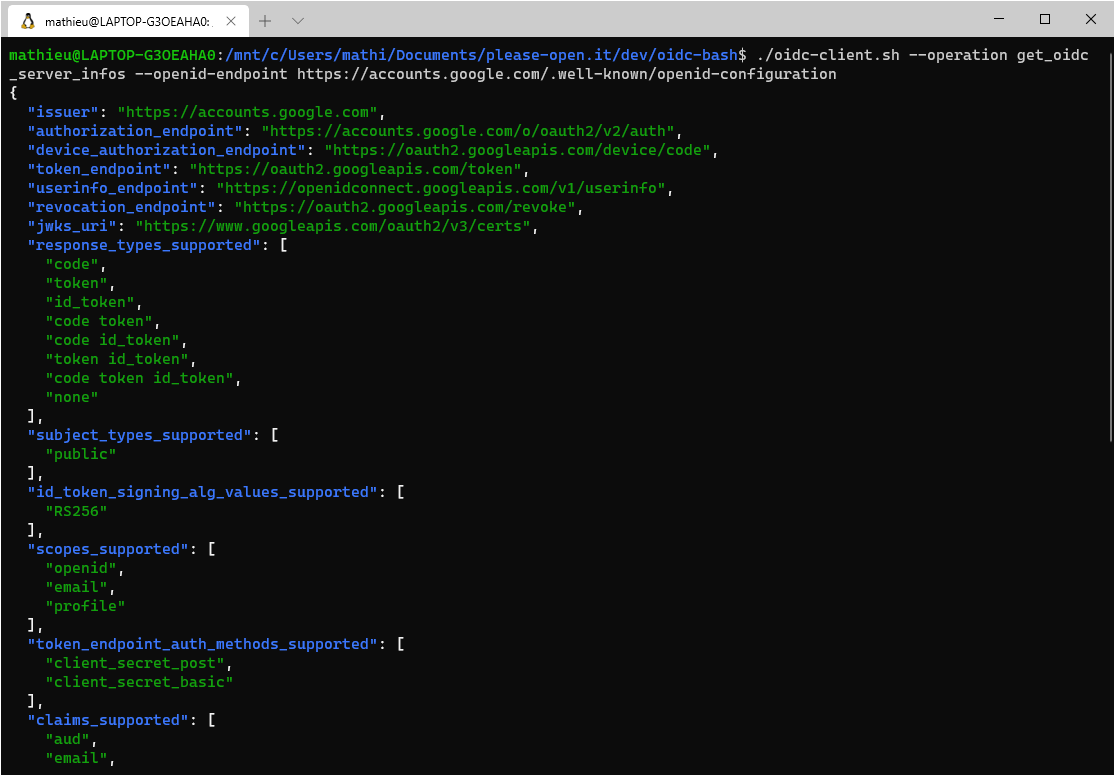 mathieu@LAPTOP-G3OEAHA0:
mathieu@LAPTOP-G3OEAHA0:/mnt/c/Users/mathi/Documents/please-open.it/dev/oidc-bash$ ./oidc-client.sh --operation get_oidc
_server_infos --openid-endpoint https://accounts.google.com/.well-known/openid-configuration
{
  "issuer": "https://accounts.google.com",
  "authorization_endpoint": "https://accounts.google.com/o/oauth2/v2/auth",
  "device_authorization_endpoint": "https://oauth2.googleapis.com/device/code",
  "token_endpoint": "https://oauth2.googleapis.com/token",
  "userinfo_endpoint": "https://openidconnect.googleapis.com/v1/userinfo",
  "revocation_endpoint": "https://oauth2.googleapis.com/revoke",
  "jwks_uri": "https://www.googleapis.com/oauth2/v3/certs",
  "response_types_supported": [
    "code",
    "token",
    "id_token",
    "code token",
    "code id_token",
    "token id_token",
    "code token id_token",
    "none"
  ],
  "subject_types_supported": [
    "public"
  ],
  "id_token_signing_alg_values_supported": [
    "RS256"
  ],
  "scopes_supported": [
    "openid",
    "email",
    "profile"
  ],
  "token_endpoint_auth_methods_supported": [
    "client_secret_post",
    "client_secret_basic"
  ],
  "claims_supported": [
    "aud",
    "email",